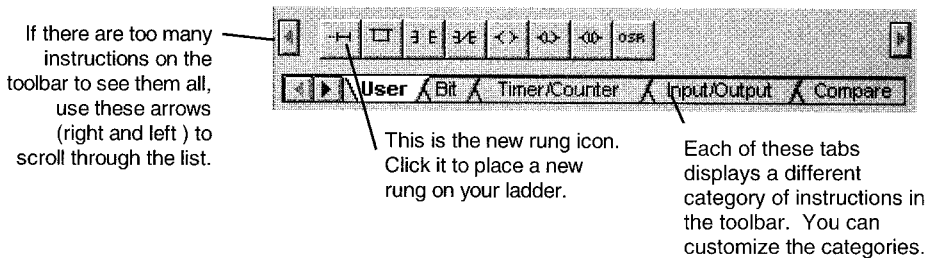 If there are too many
instructions on the
toolbar to see them all,
use these arrows
(right and left ) to
scroll through the list.
OSR
User Bit Timer/Counter Input/Output Compare
This is the new rung icon.
Click it to place a new
rung on your ladder.
Each of these tabs
displays a different
category of instructions in
the toolbar. You can
customize the categories.